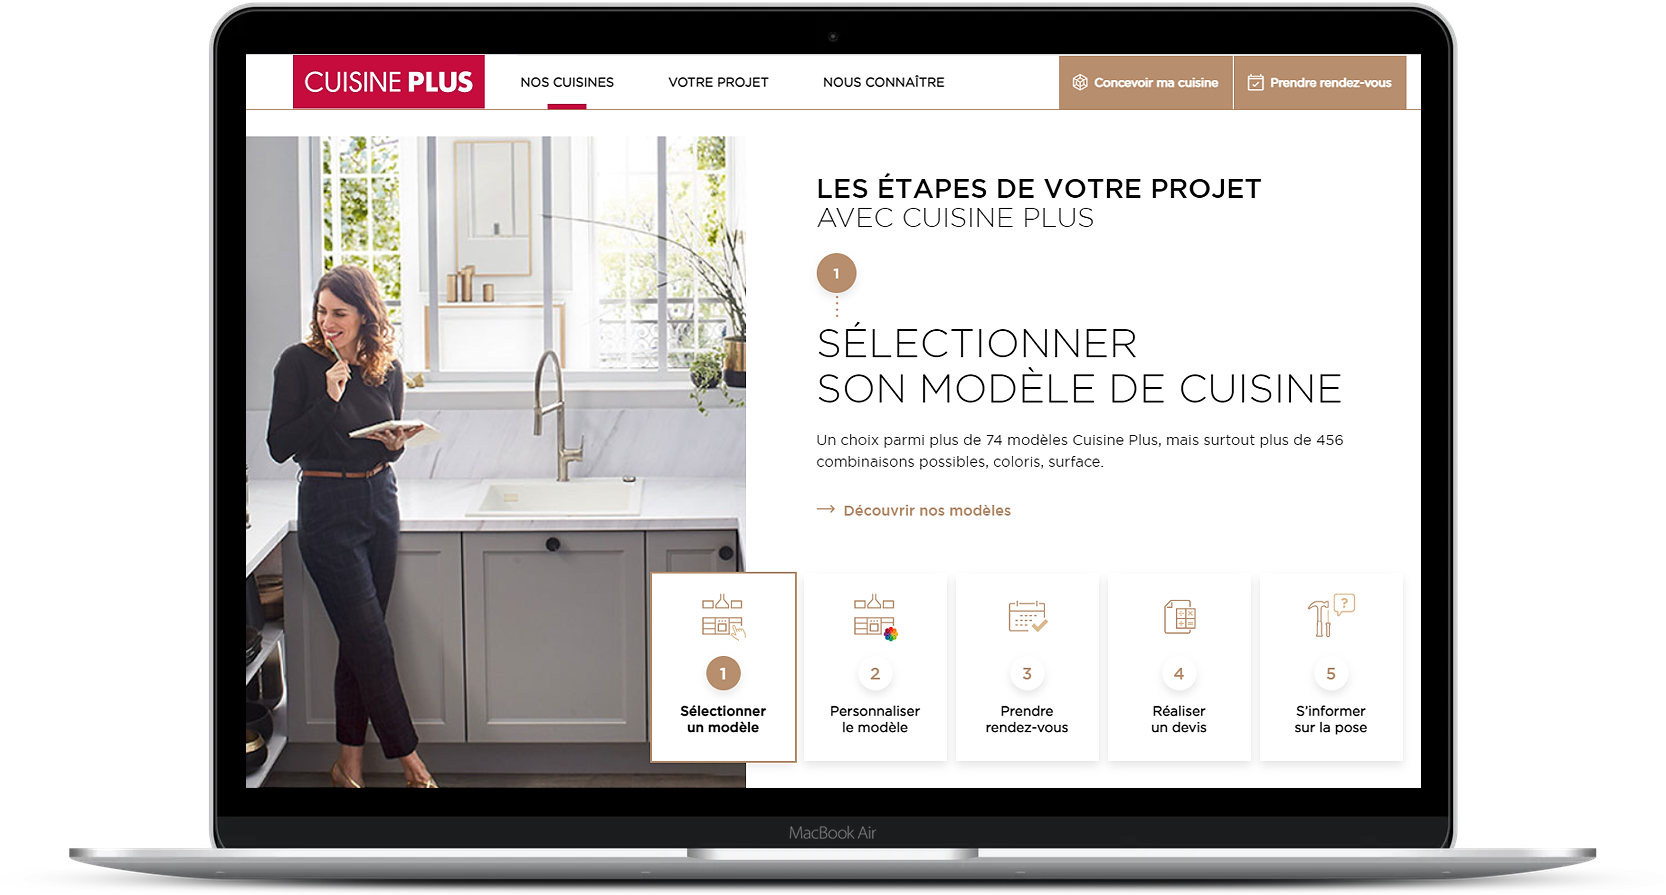 CUISINE PLUS
NOS CUISINES
VOTRE PROJET
NOUS CONNAÎTRE
Concevoir ma cuisine
Prendre rendez-vous
LES ÉTAPES DE VOTRE PROJET
AVEC CUISINE PLUS
1
SÉLECTIONNER
SON MODÈLE DE CUISINE
Un choix parmi plus de 74 modèles Cuisine Plus, mais surtout plus de 456
combinaisons possibles, coloris, surface.
→ Découvrir nos modèles
1
Sélectionner
un modèle
2
Personnaliser
le modèle
3
Prendre
rendez-vous
4
Réaliser
un devis
?
5
S'informer
sur la pose
MacBook Air